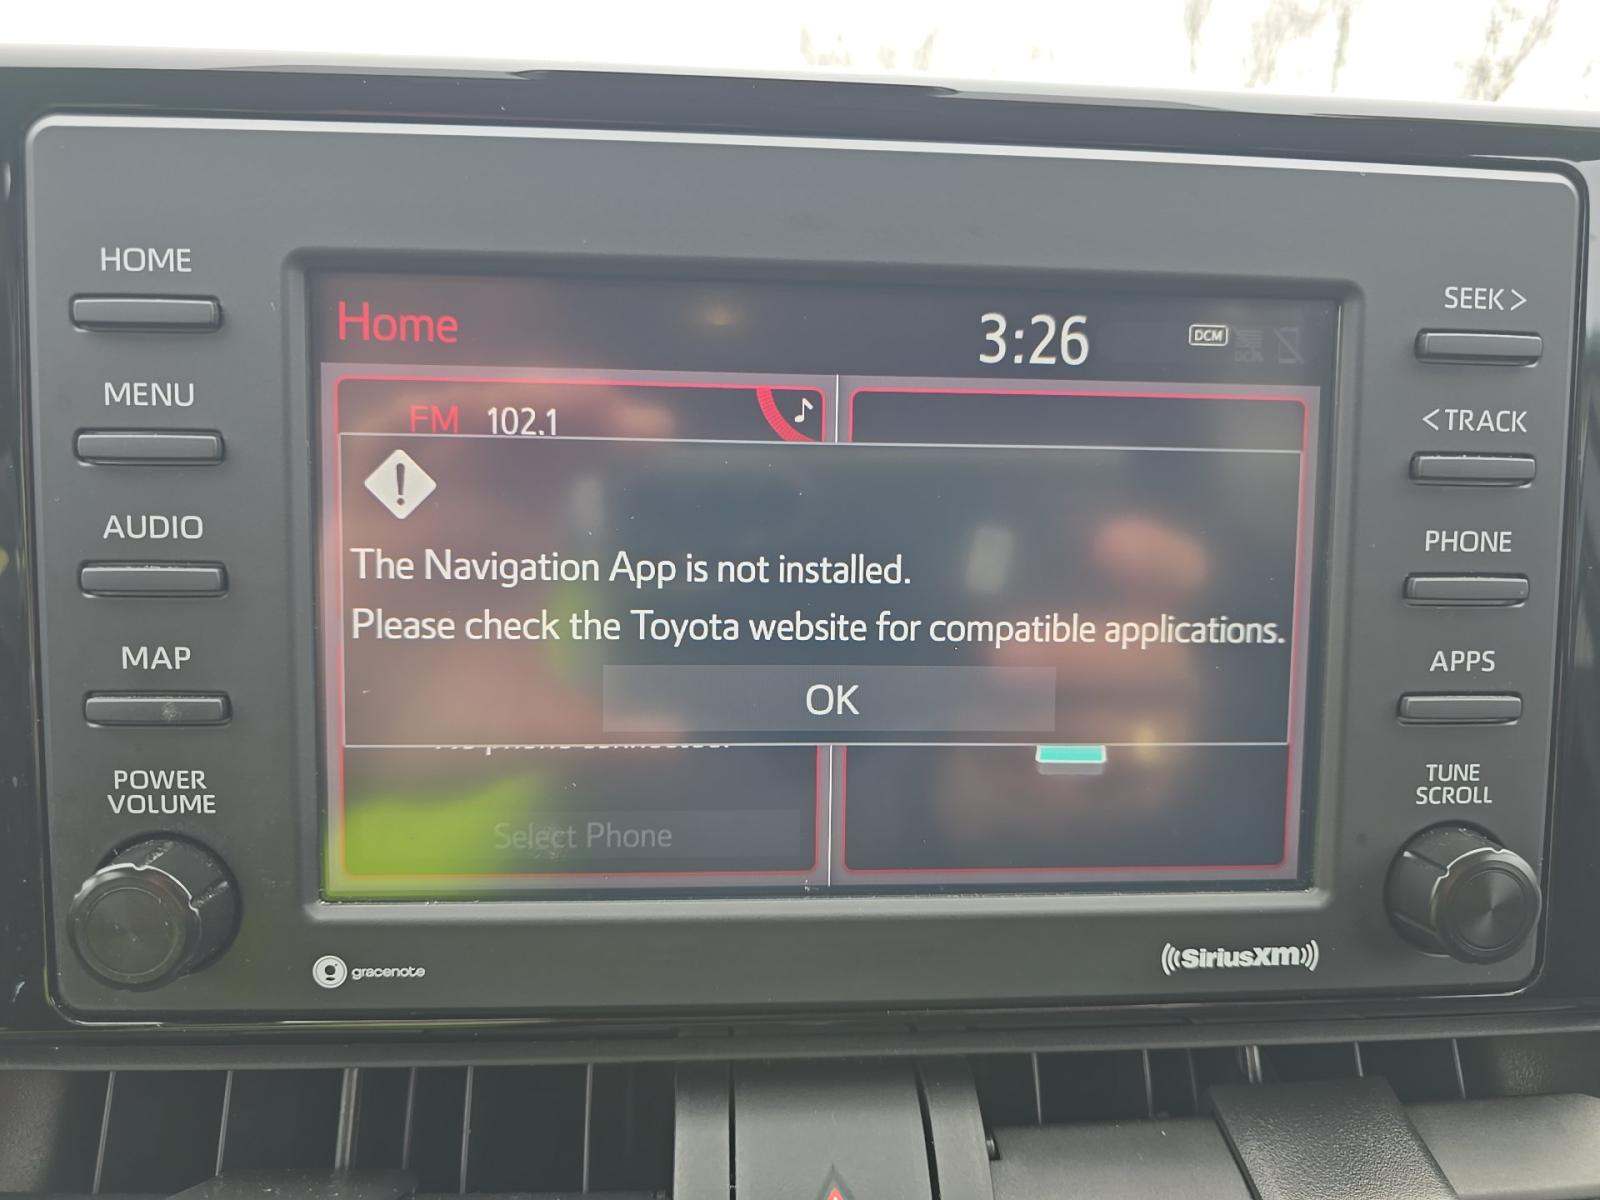 HOME
MENU
AUDIO
MAP
POWER
VOLUME
Home
3:26
DCM
FM 102.1
The Navigation App is not installed.
Please check the Toyota website for compatible applications.
OK
Select Phone
SEEK >
< TRACK
PHONE
APPS
TUNE
SCROLL
gracenote
SiriusXM